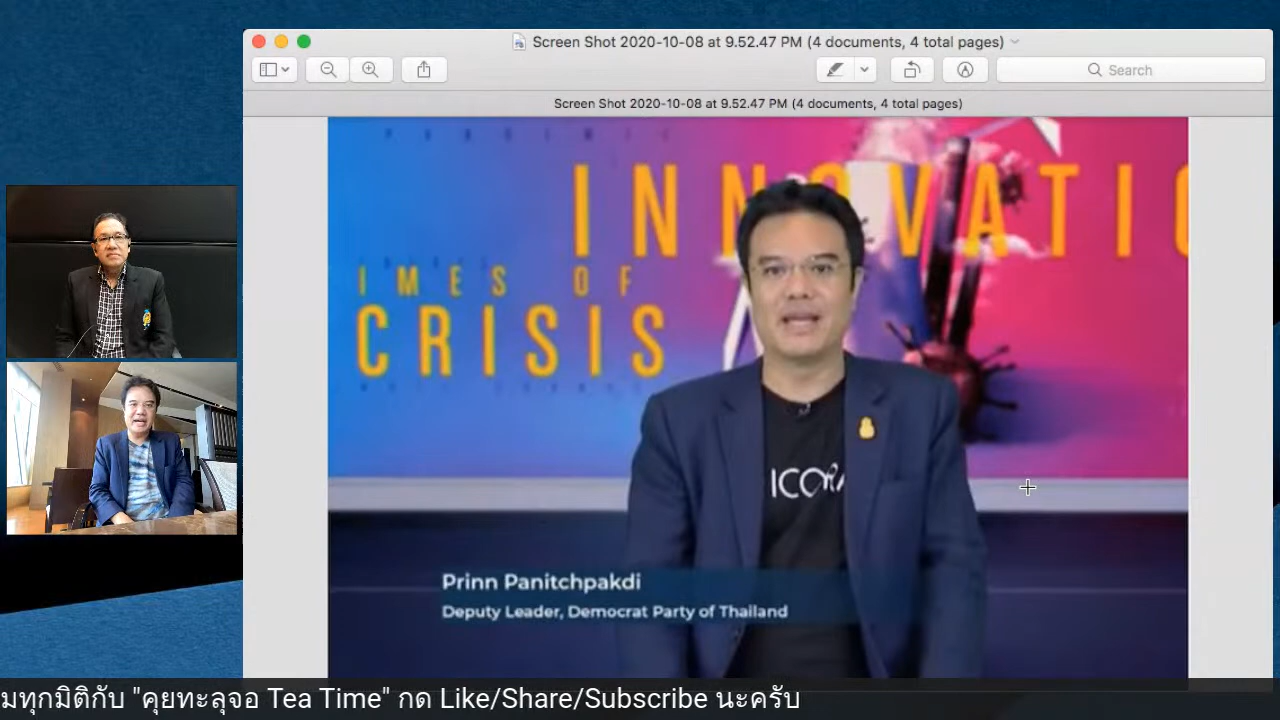 Screen Shot 2020-10-08 at 9.52.47 PM (4 documents, 4 total pages)
Search
Screen Shot 2020-10-08 at 9.52.47 PM (4 documents, 4 total pages)
IMES OF
CRISIS
Prinn Panitchpakdi
Deputy Leader, Democrat Party of Thailand
มทุกมิติกับ "คุยทะลุจอ Tea Time" กด Like/Share/Subscribe นะครับ